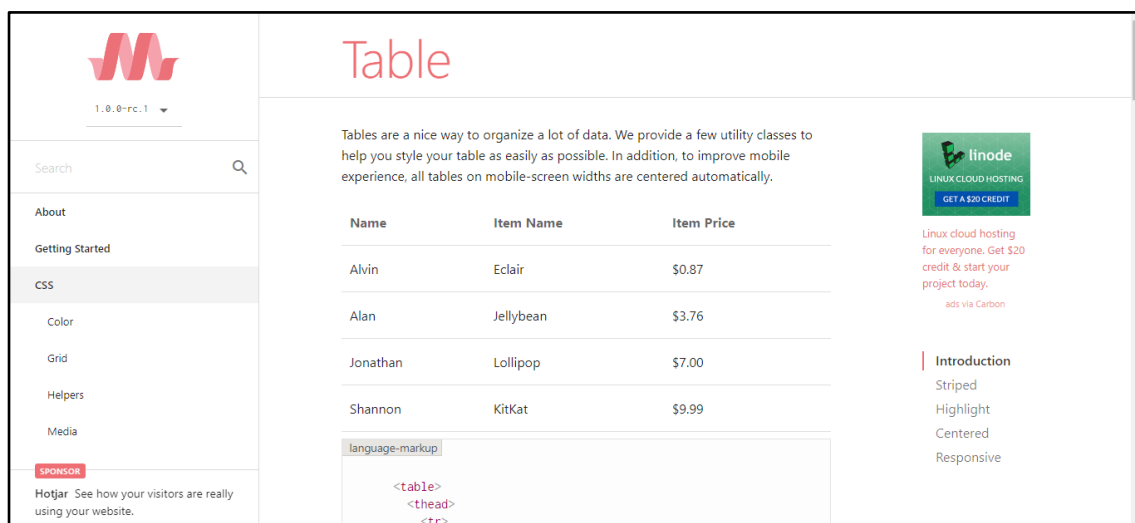 1.0.0-rc.1
Search
About
Getting Started
CSS
Color
Grid
Helpers
Media
SPONSOR
Hotjar See how your visitors are really
using your website.
Table
Tables are a nice way to organize a lot of data. We provide a few utility classes to
help you style your table as easily as possible. In addition, to improve mobile
experience, all tables on mobile-screen widths are centered automatically.
Name Item Name Item Price
Alvin Eclair $0.87
Alan Jellybean $3.76
Jonathan Lollipop $7.00
Shannon KitKat $9.99
language-markup
<table>
<thead>
<tr>
linode
LINUX CLOUD HOSTING
GET A $20 CREDIT
Linux cloud hosting
for everyone. Get $20
credit & start your
project today.
ads via Carbon
Introduction
Striped
Highlight
Centered
Responsive